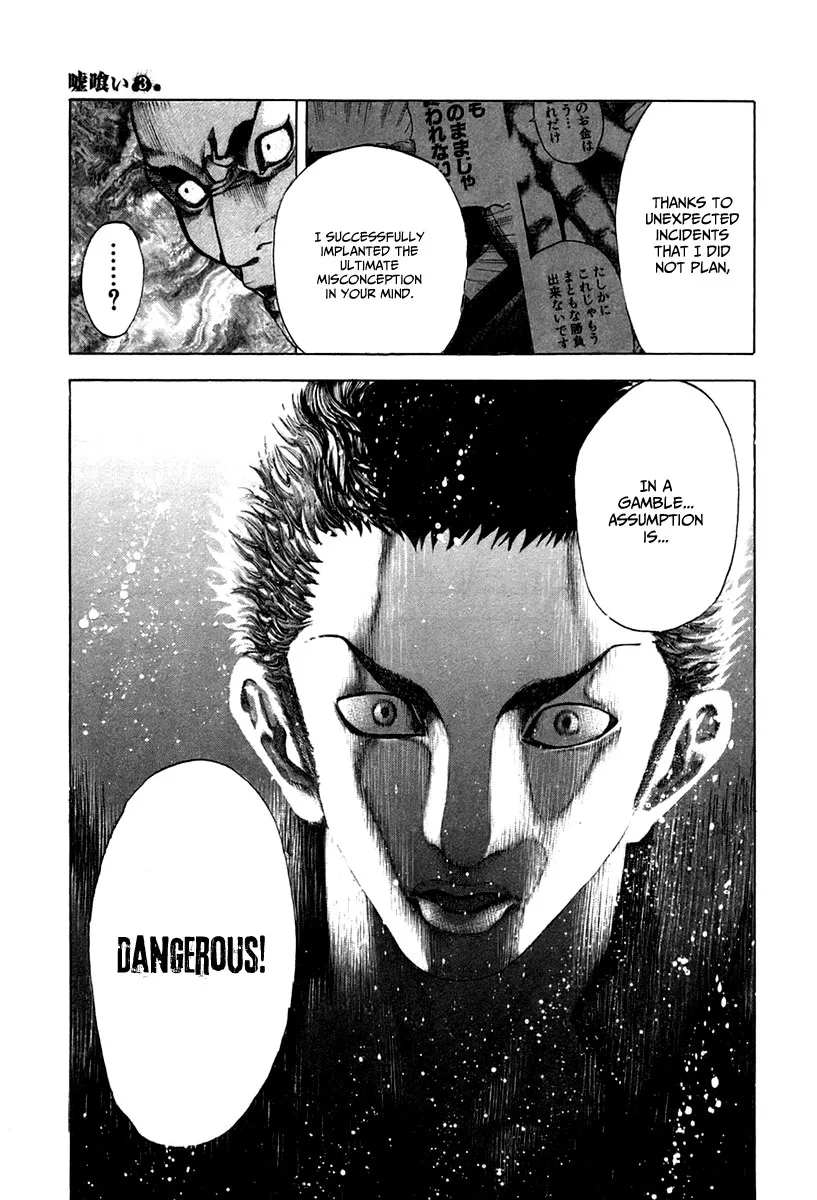 嘘喰い❸●
THANKS TO
UNEXPECTED
INCIDENTS
THAT I DID
NOT PLAN,
のお金は
う…
れだけ
も
のままじゃ
われない
たしかに
これじゃもう
まともな勝負
出来ないです
I SUCCESSFULLY
IMPLANTED THE
ULTIMATE
MISCONCEPTION
IN YOUR MIND.
……?
IN A
GAMBLE...
ASSUMPTION
IS...
DANGEROUS!